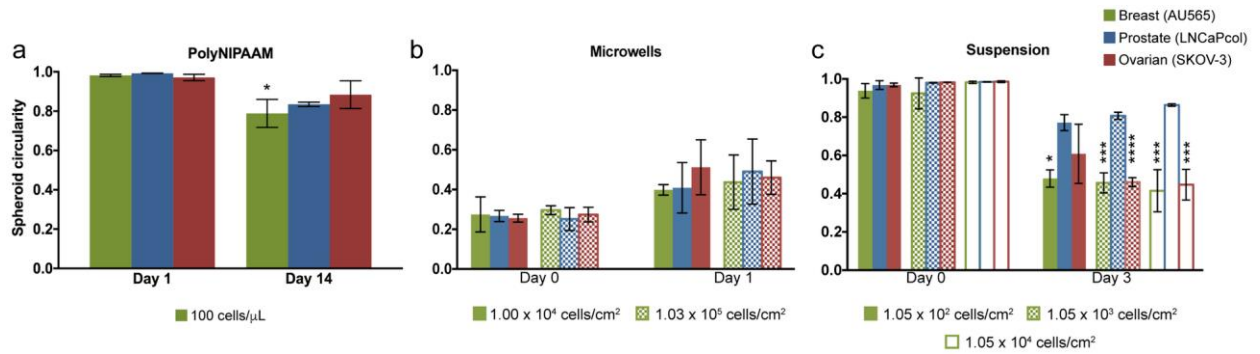 Breast (AU565)
Prostate (LNCaPcol)
Ovarian (SKOV-3)
a
PolyNIPAAM
Spheroid circularity
1.0
0.8
0.6
0.4
0.2
0.0
*
Day 1
Day 14
100 cells/μL
b
Microwells
1.0
0.8
0.6
0.4
0.2
0.0
Day 0
Day 1
1.00 x 10⁴ cells/cm²
1.03 x 10⁵ cells/cm²
c
Suspension
1.0
0.8
0.6
0.4
0.2
0.0
*
***
****
***
***
Day 0
Day 3
1.05 x 10² cells/cm²
1.05 x 10³ cells/cm²
1.05 x 10⁴ cells/cm²